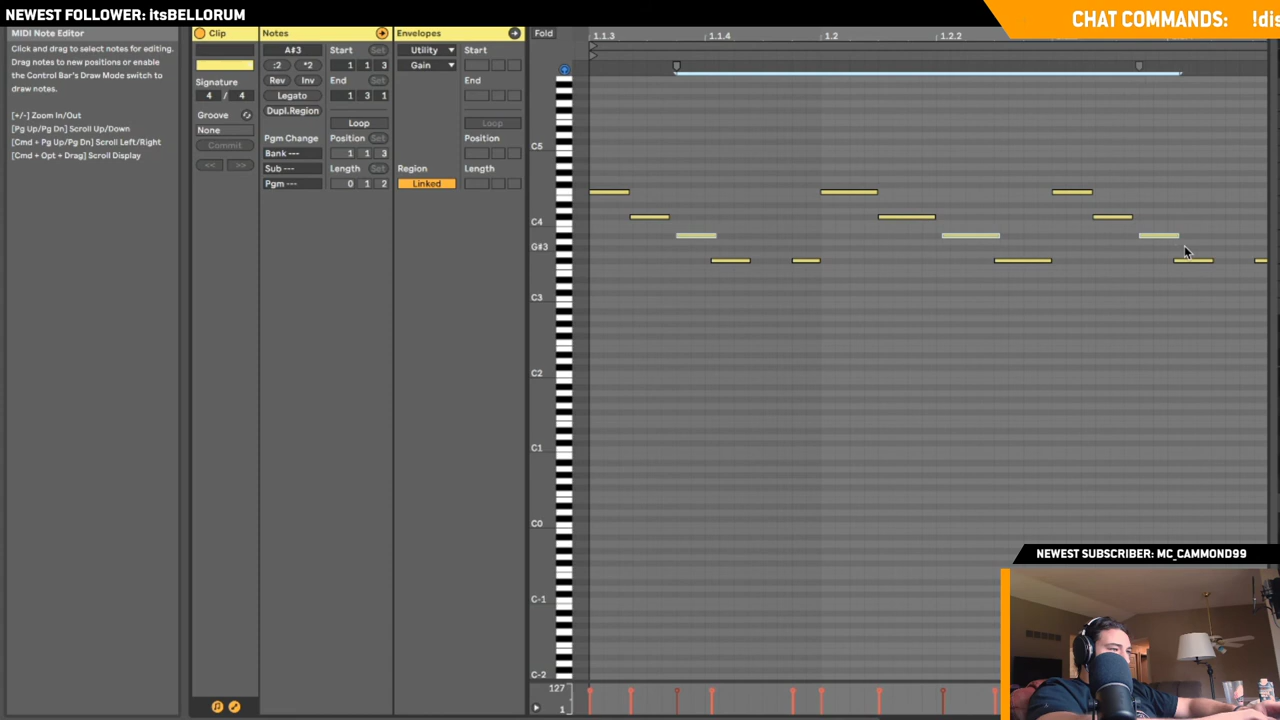 NEWEST FOLLOWER: itsBELLORUM
CHAT COMMANDS: !dis
MIDI Note Editor
Click and drag to select notes for editing.
Drag notes to new positions or enable
the Control Bar's Draw Mode switch to
draw notes.
[+/-] Zoom In/Out
[Pg Up/Pg Dn] Scroll Up/Down
[Cmd + Pg Up/Pg Dn] Scroll Left/Right
[Cmd + Opt + Drag] Scroll Display
Clip
Signature
4 / 4
Groove
None
Commit
<< >>
Notes
A#3 Start Set
:2 *2 1 1 3
Rev Inv End Set
Legato 1 3 1
Dupl.Region
Loop
Pgm Change Position Set
Bank --- 1 1 3
Sub --- Length Set
Pgm --- 0 1 2
Envelopes
Utility Start
Gain
End
Loop
Position
Region Length
Linked
Fold
1.1.3 1.1.4 1.2 1.2.2
C5
C4
G#3
C3
C2
C1
C0
C-1
C-2
127
1
NEWEST SUBSCRIBER: MC_CAMMOND99